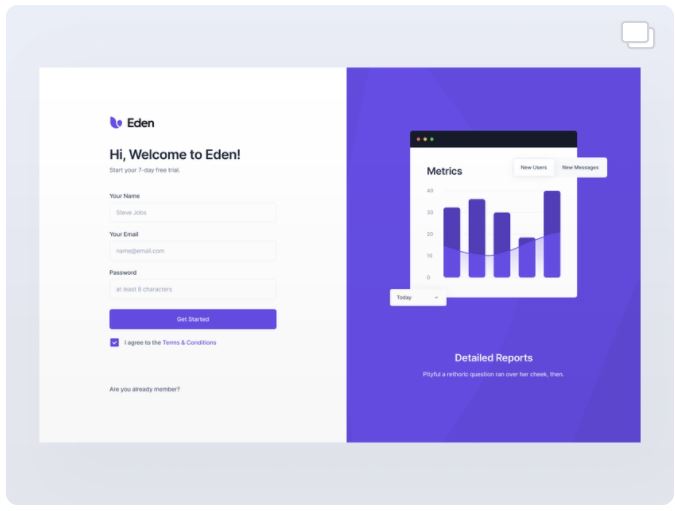 Eden
Hi, Welcome to Eden!
Start your 7-day free trial.
Your Name
Steve Jobs
Your Email
name@email.com
Password
at least 8 characters
Get Started
I agree to the Terms & Conditions
Are you already member?
New Users New Messages
Metrics
40
30
20
10
0
Today
Detailed Reports
Pityful a rethoric question ran over her cheek, then.